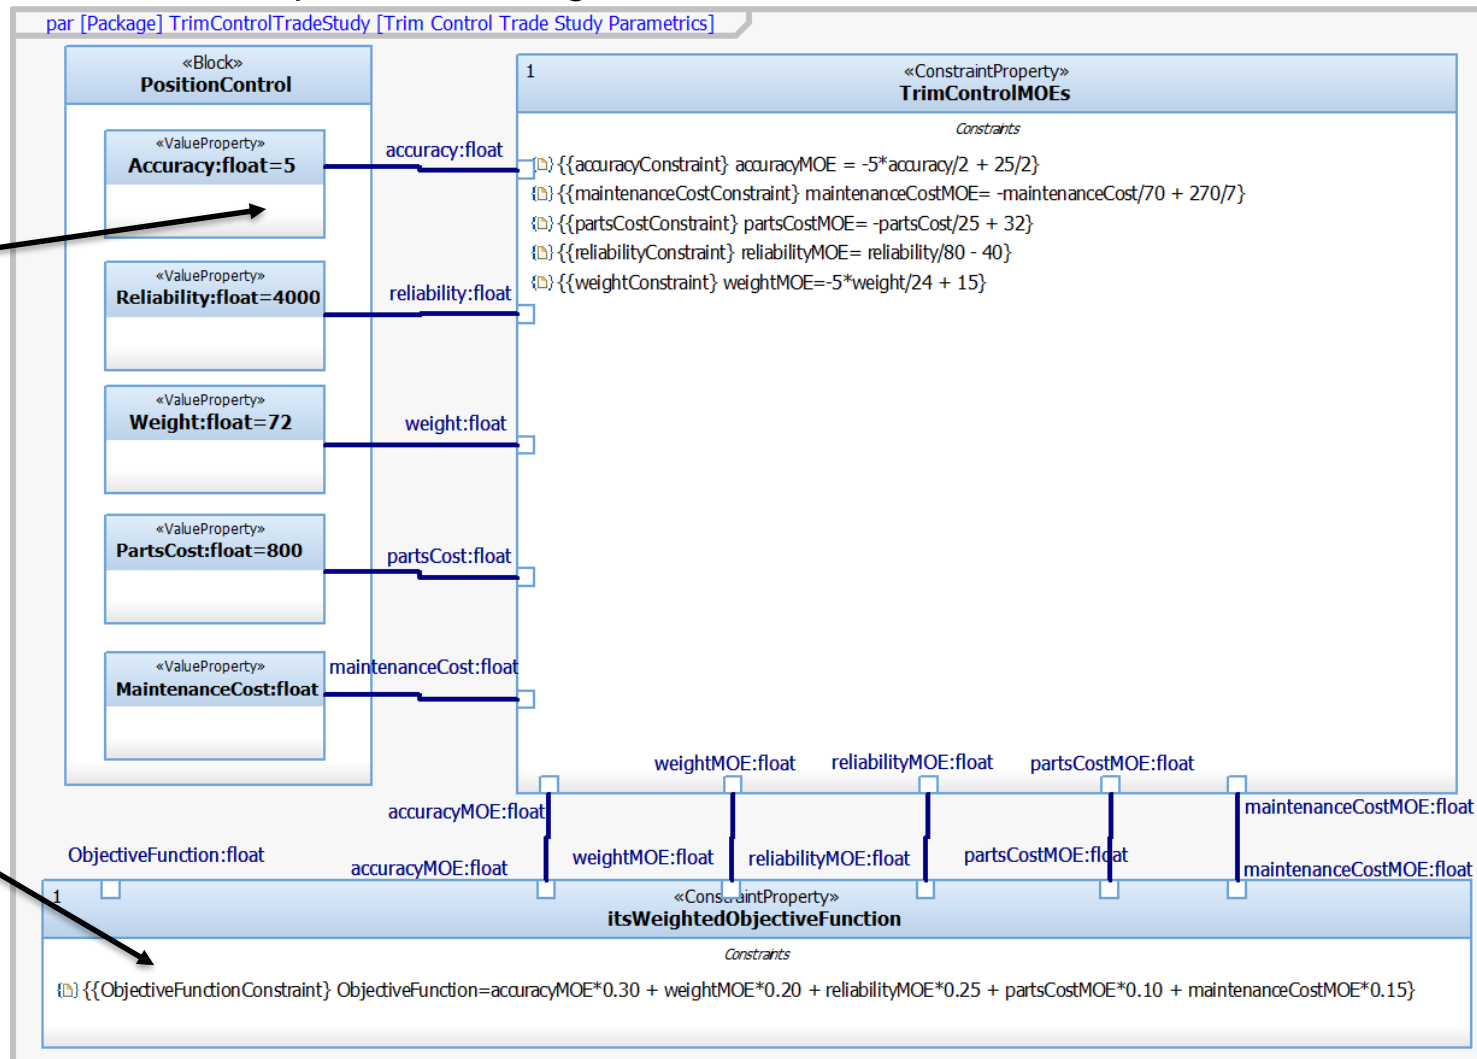 par [Package] TrimControlTradeStudy [Trim Control Trade Study Parametrics]
«Block»
PositionControl
«ValueProperty»
Accuracy:float=5
«ValueProperty»
Reliability:float=4000
«ValueProperty»
Weight:float=72
«ValueProperty»
PartsCost:float=800
«ValueProperty»
MaintenanceCost:float
accuracy:float
reliability:float
weight:float
partsCost:float
maintenanceCost:float
1
«ConstraintProperty»
TrimControlMOEs
Constraints
{{accuracyConstraint} accuracyMOE = -5*accuracy/2 + 25/2}
{{maintenanceCostConstraint} maintenanceCostMOE= -maintenanceCost/70 + 270/7}
{{partsCostConstraint} partsCostMOE= -partsCost/25 + 32}
{{reliabilityConstraint} reliabilityMOE= reliability/80 - 40}
{{weightConstraint} weightMOE=-5*weight/24 + 15}
weightMOE:float reliabilityMOE:float partsCostMOE:float
accuracyMOE:float maintenanceCostMOE:float
ObjectiveFunction:float accuracyMOE:float weightMOE:float reliabilityMOE:float partsCostMOE:float maintenanceCostMOE:float
1
«ConstraintProperty»
itsWeightedObjectiveFunction
Constraints
{{ObjectiveFunctionConstraint} ObjectiveFunction=accuracyMOE*0.30 + weightMOE*0.20 + reliabilityMOE*0.25 + partsCostMOE*0.10 + maintenanceCostMOE*0.15}